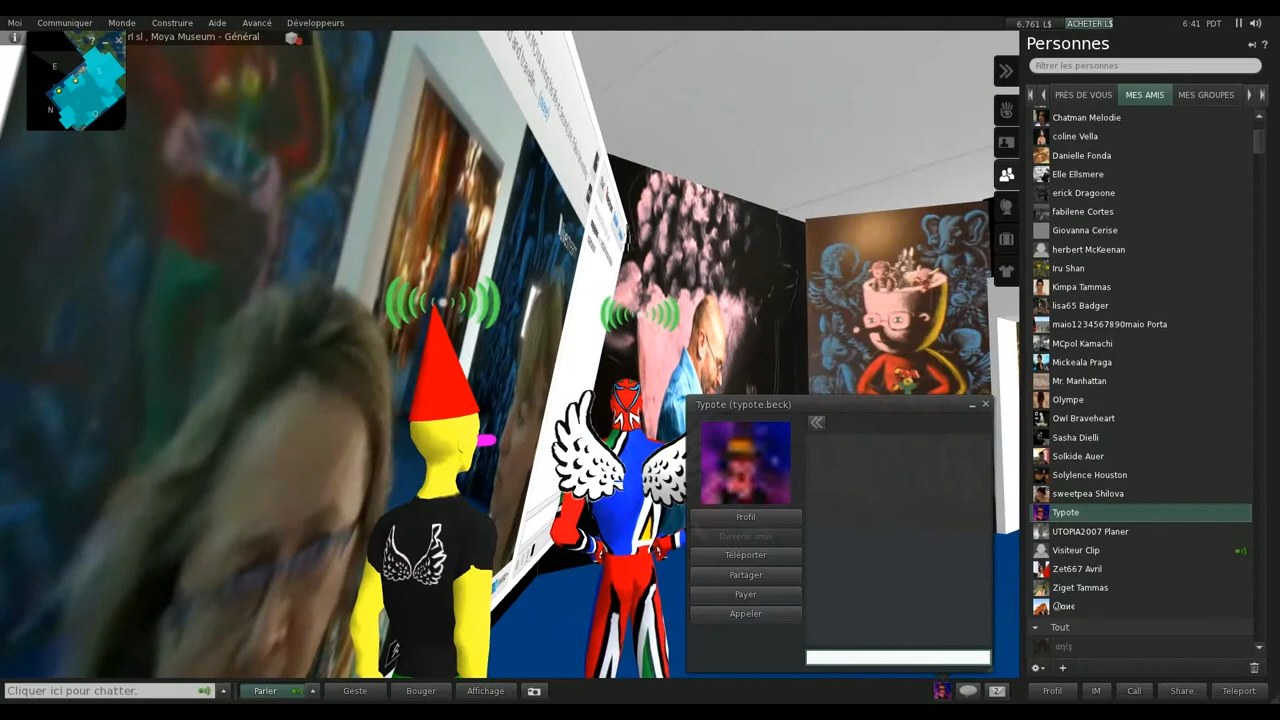 Moi Communiquer Monde Construire Aide Avancé Développeurs
6,761 L$ ACHETER L$ 6:41 PDT
rl sl , Moya Museum - Général
E
S
N
O
Personnes
Filtrer les personnes
PRÈS DE VOUS MES AMIS MES GROUPES
Chatman Melodie
coline Vella
Danielle Fonda
Elle Ellsmere
erick Dragoone
fabilene Cortes
Giovanna Cerise
herbert McKeenan
Iru Shan
Kimpa Tammas
lisa65 Badger
maio1234567890maio Porta
MCpol Kamachi
Mickeala Praga
Mr. Manhattan
Olympe
Owl Braveheart
Sasha Dielli
Solkide Auer
Solylence Houston
sweetpea Shilova
Typote
UTOPIA2007 Planer
Visiteur Clip
Zet667 Avril
Ziget Tammas
Tout
Typote (typote.beck)
Profil
Devenir amis
Téléporter
Partager
Payer
Appeler
Cliquer ici pour chatter.
Parler Geste Bouger Affichage
2
Profil IM Call Share Teleport